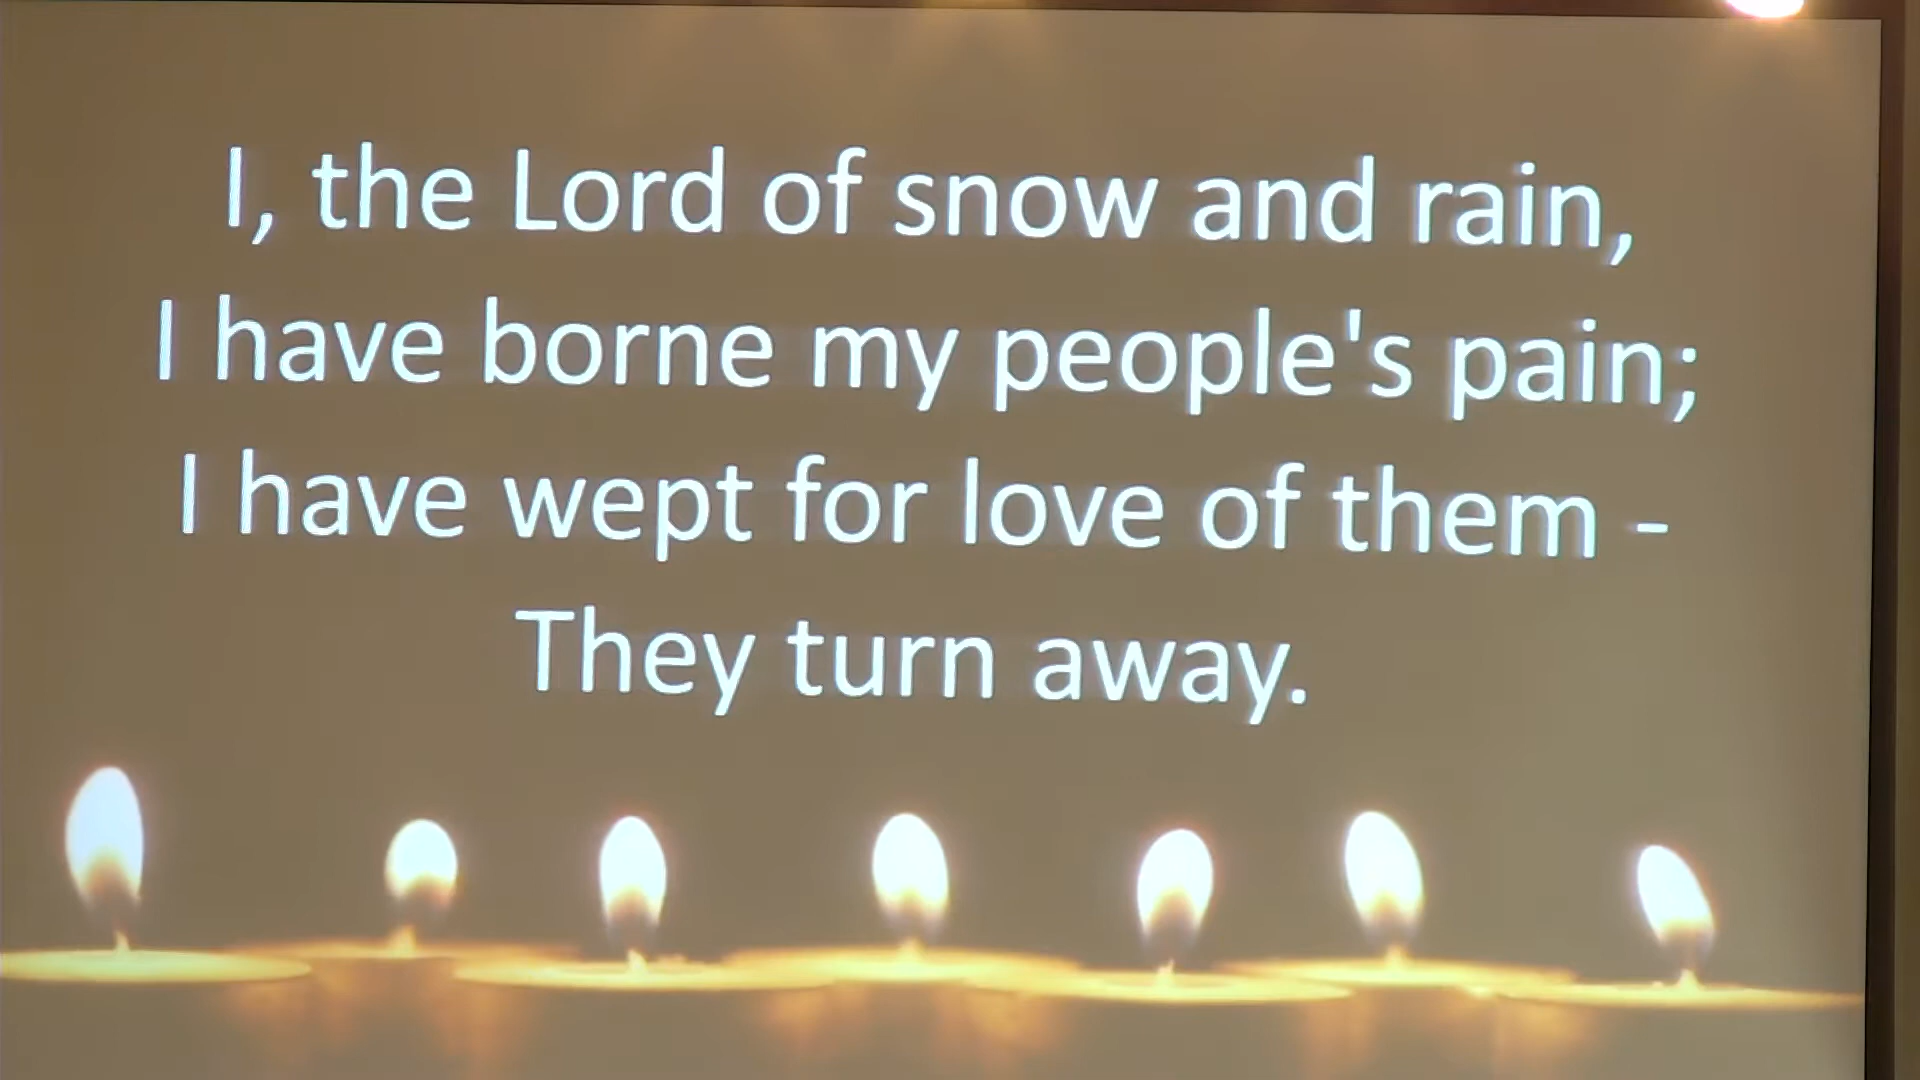 I, the Lord of snow and rain,
I have borne my people's pain;
I have wept for love of them -
They turn away.